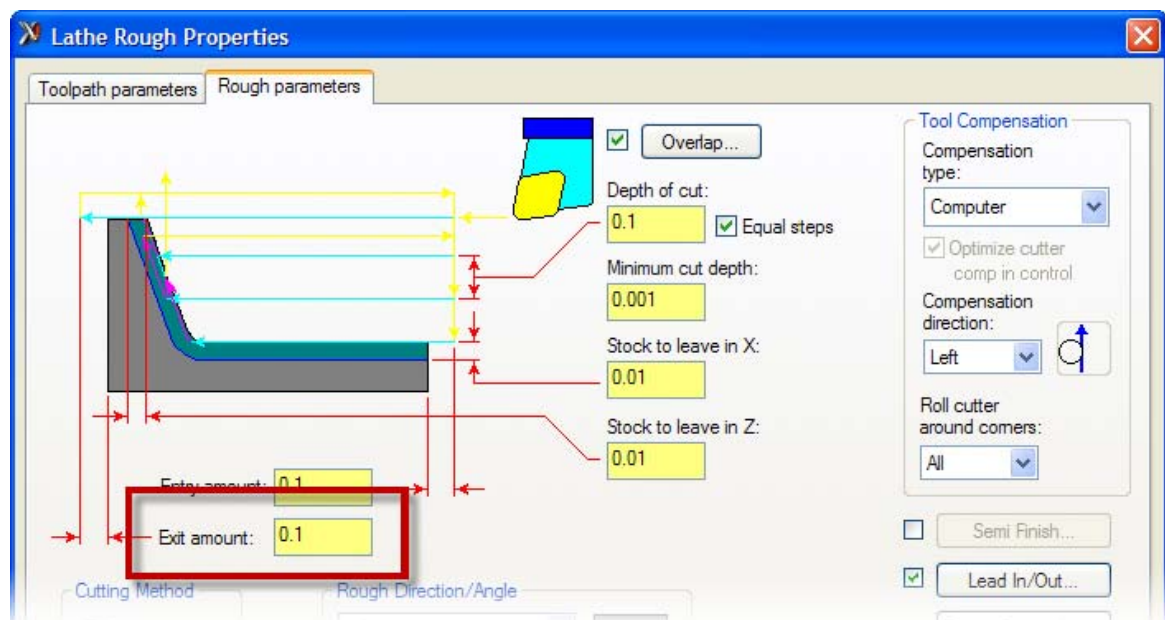 Lathe Rough Properties
Toolpath parameters
Rough parameters
Overlap...
Depth of cut:
0.1
Equal steps
Minimum cut depth:
0.001
Stock to leave in X:
0.01
Stock to leave in Z:
0.01
Entry amount: 0.1
Exit amount: 0.1
Tool Compensation
Compensation
type:
Computer
Optimize cutter
comp in control
Compensation
direction:
Left
Roll cutter
around corners:
All
Semi Finish...
Lead In/Out...
Cutting Method
Rough Direction/Angle